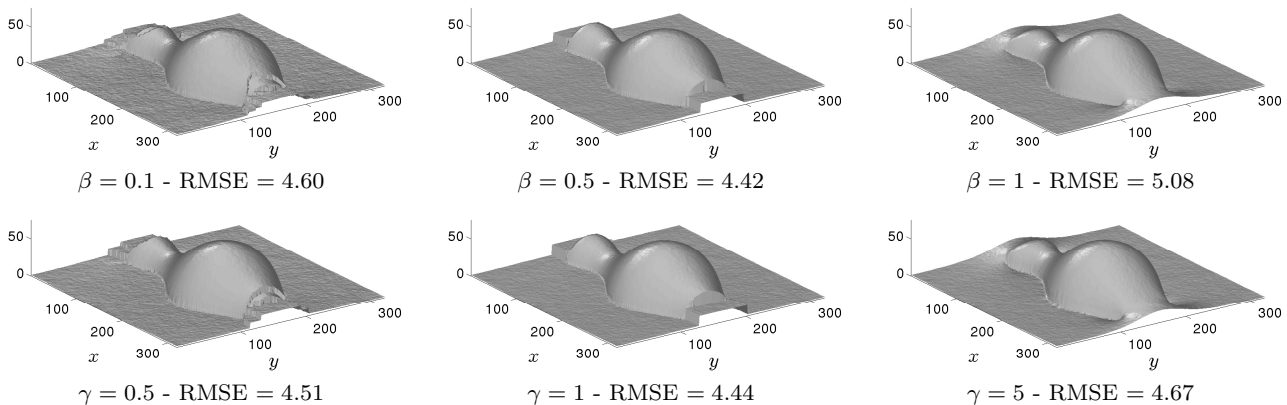 50
0
100
200
300
x
100
200
300
y
β = 0.1 - RMSE = 4.60
50
0
100
200
300
x
100
200
300
y
β = 0.5 - RMSE = 4.42
50
0
100
200
300
x
100
200
300
y
β = 1 - RMSE = 5.08
50
0
100
200
300
x
100
200
300
y
γ = 0.5 - RMSE = 4.51
50
0
100
200
300
x
100
200
300
y
γ = 1 - RMSE = 4.44
50
0
100
200
300
x
100
200
300
y
γ = 5 - RMSE = 4.67